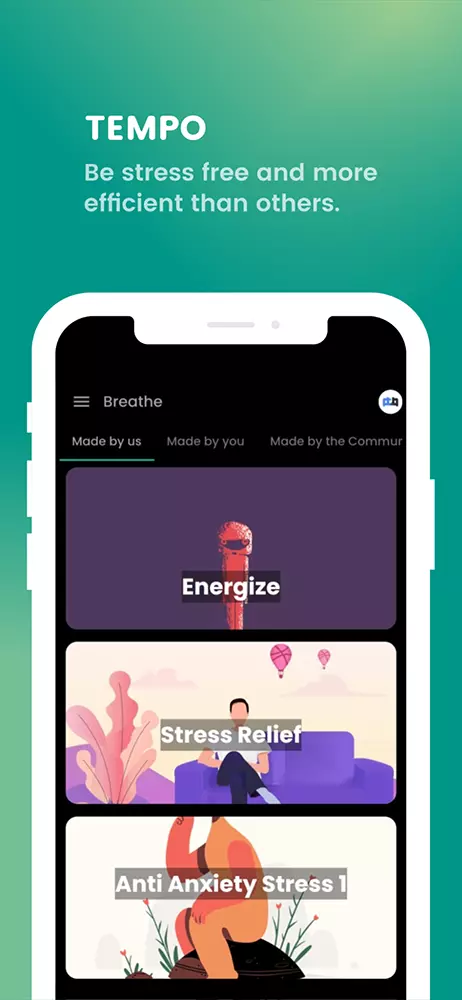 TEMPO
Be stress free and more
efficient than others.
Breathe
Made by us Made by you Made by the Commun
Energize
Stress Relief
Anti Anxiety Stress 1